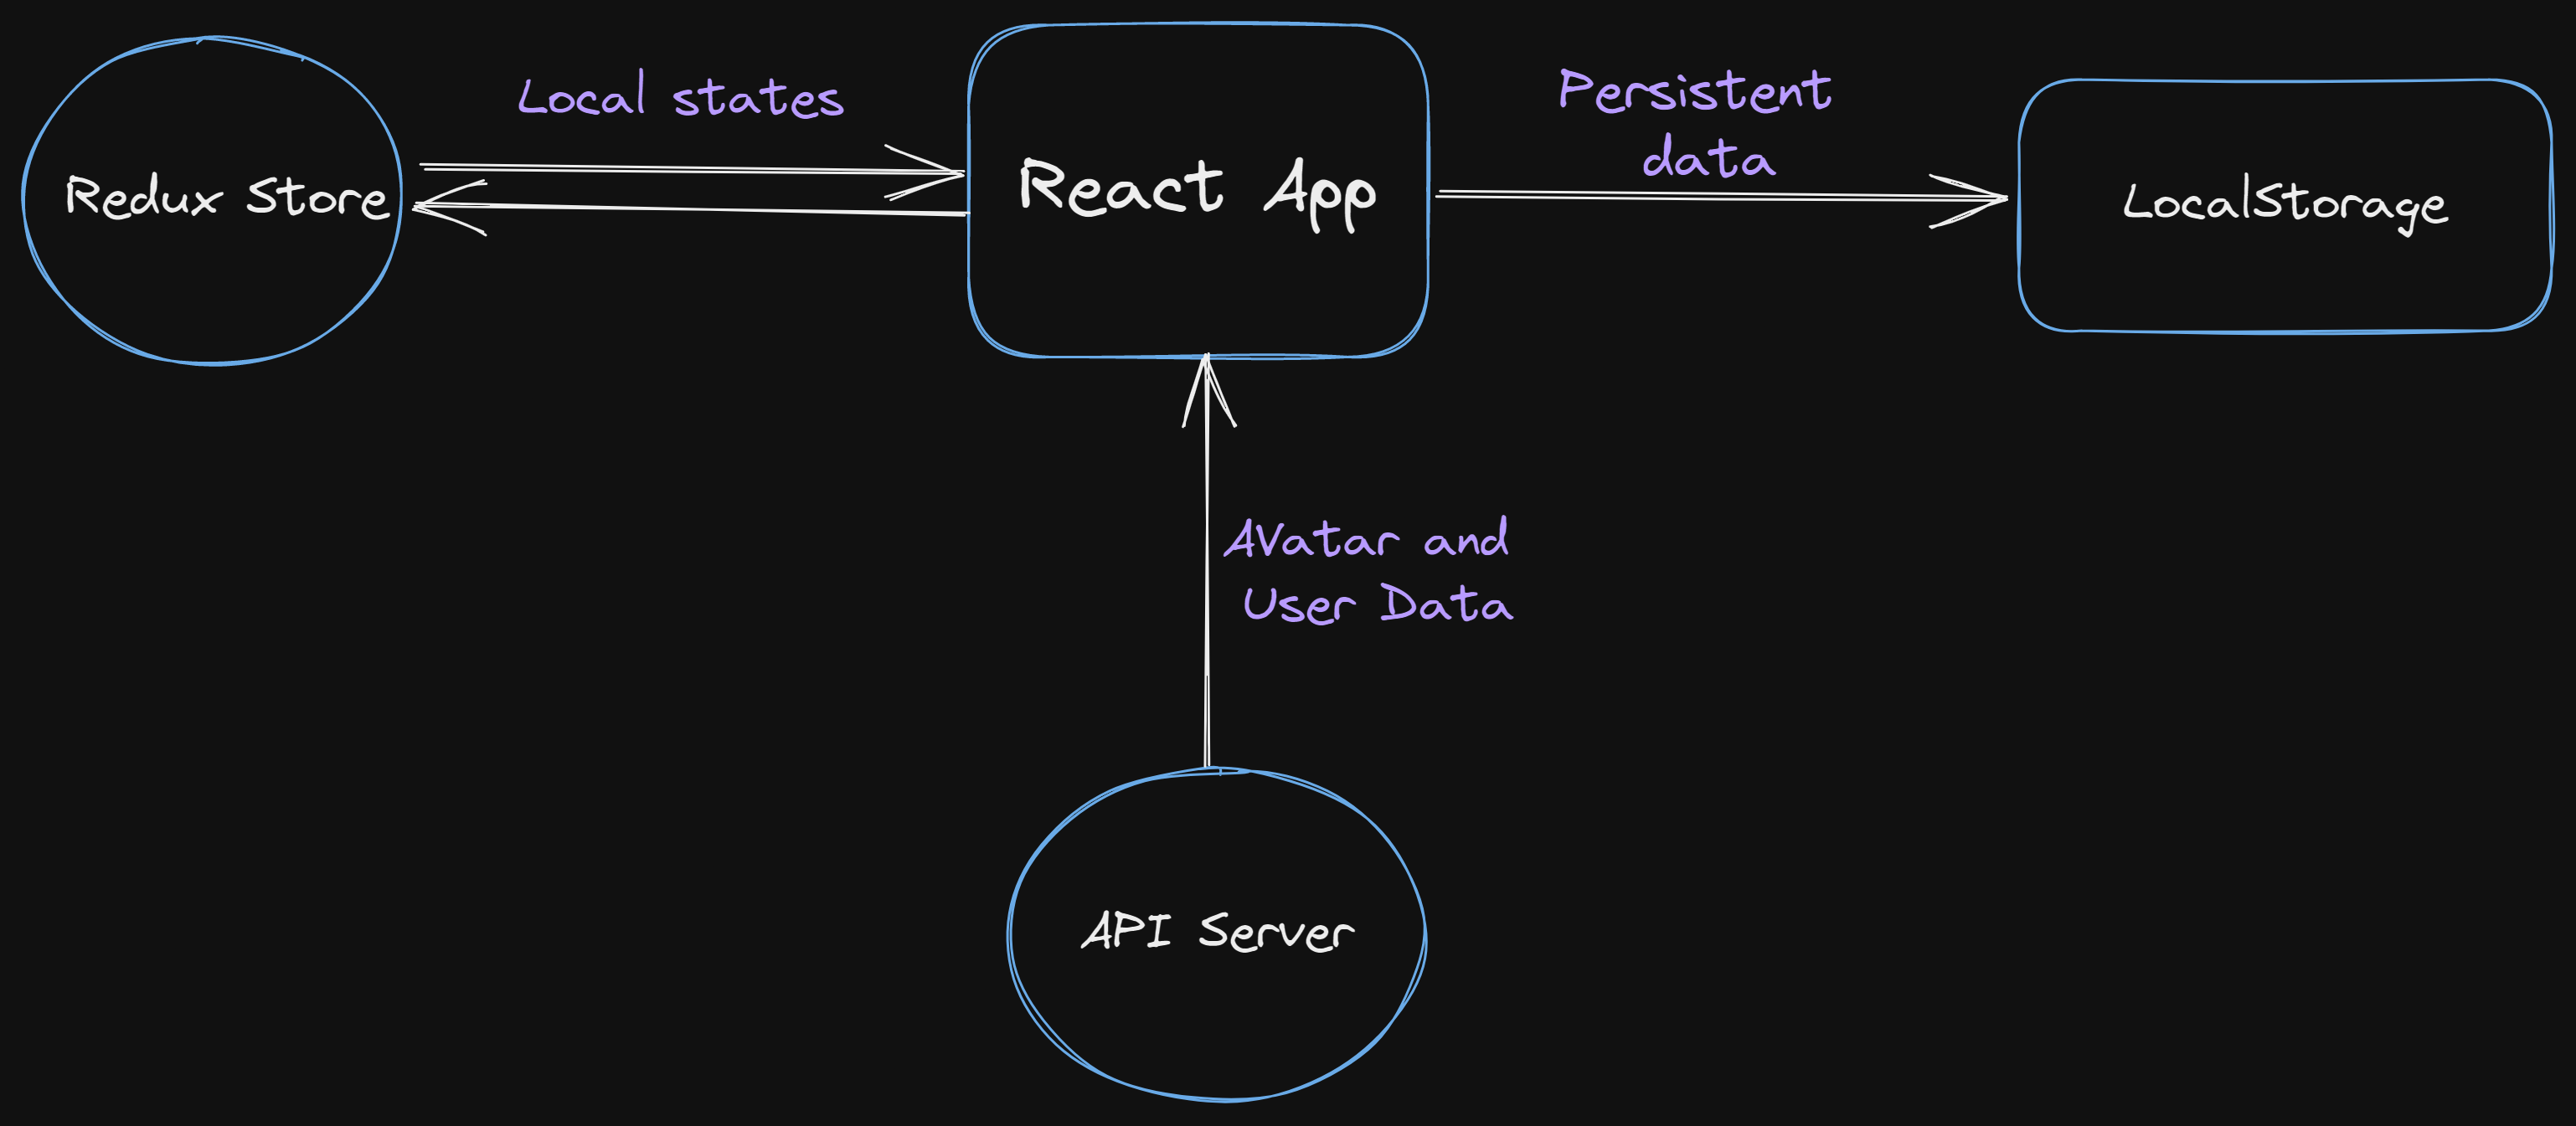 Local states
Persistent
data
Redux Store
React App
LocalStorage
AVatar and
User Data
API Server